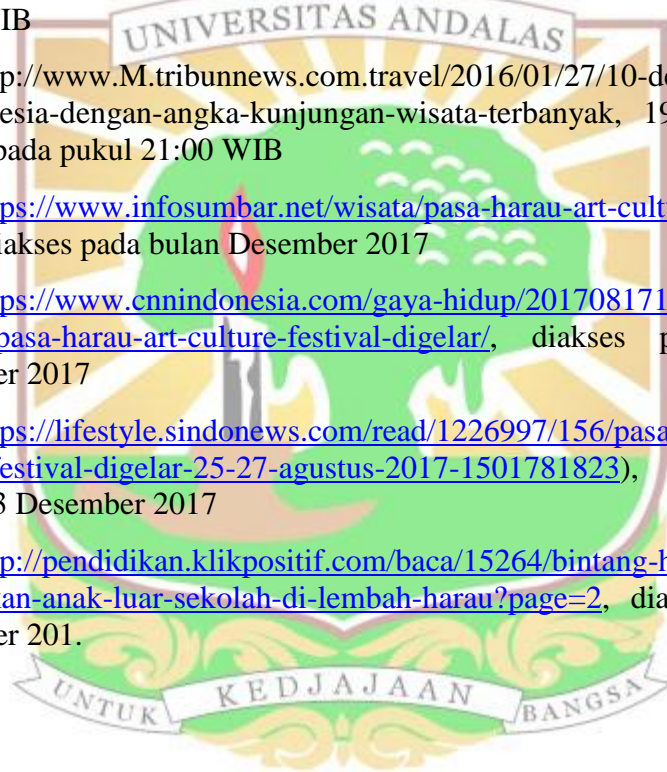 IB
UNIVERSITAS ANDALAS
p://www.M.tribunnews.com.travel/2016/01/27/10-de
esia-dengan-angka-kunjungan-wisata-terbanyak, 19
pada pukul 21:00 WIB
ps://www.infosumbar.net/wisata/pasa-harau-art-cultu
iakses pada bulan Desember 2017
ps://www.cnnindonesia.com/gaya-hidup/201708171
pasa-harau-art-culture-festival-digelar/, diakses p
er 2017
ps://lifestyle.sindonews.com/read/1226997/156/pasa
festival-digelar-25-27-agustus-2017-1501781823),
3 Desember 2017
p://pendidikan.klikpositif.com/baca/15264/bintang-h
kan-anak-luar-sekolah-di-lembah-harau?page=2, dia
er 201.
UNTUK KEDJAJAAN BANGSA